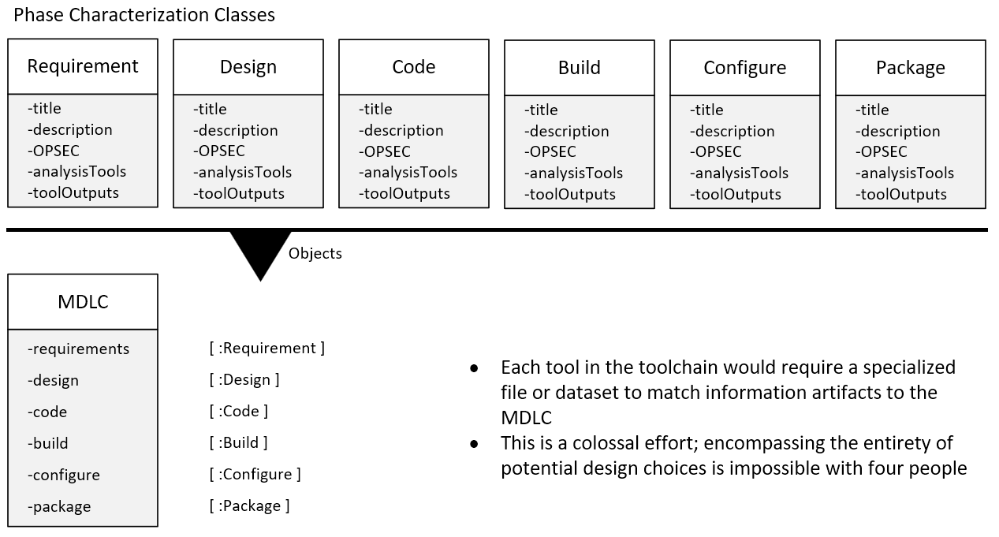 Phase Characterization Classes
Requirement
-title
-description
-OPSEC
-analysisTools
-toolOutputs
Design
-title
-description
-OPSEC
-analysisTools
-toolOutputs
Code
-title
-description
-OPSEC
-analysisTools
-toolOutputs
Build
-title
-description
-OPSEC
-analysisTools
-toolOutputs
Configure
-title
-description
-OPSEC
-analysisTools
-toolOutputs
Package
-title
-description
-OPSEC
-analysisTools
-toolOutputs
Objects
MDLC
-requirements
-design
-code
-build
-configure
-package
[ :Requirement ]
[ :Design ]
[ :Code ]
[ :Build ]
[ :Configure ]
[ :Package ]
● Each tool in the toolchain would require a specialized
file or dataset to match information artifacts to the
MDLC
● This is a colossal effort; encompassing the entirety of
potential design choices is impossible with four people